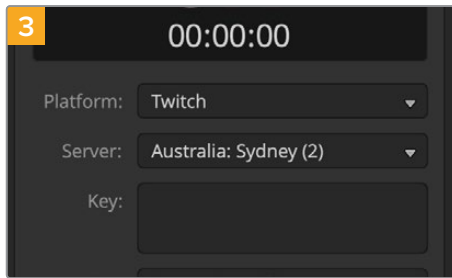 3
00:00:00
Platform: Twitch
Server: Australia: Sydney (2)
Key: